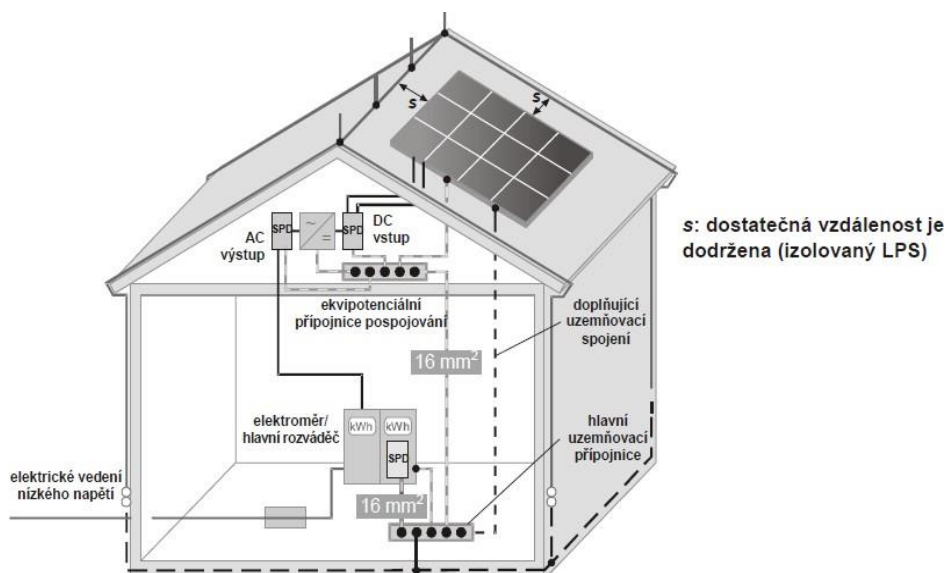 s
s
s: dostatečná vzdálenost je
dodržena (izolovaný LPS)
SPD
~
=
SPD
DC
vstup
AC
výstup
ekvipotenciální
přípojnice pospojování
doplňující
uzemňovací
spojení
16 mm²
elektroměr/
hlavní rozváděč
kWh
kWh
SPD
hlavní
uzemňovací
přípojnice
elektrické vedení
nízkého napětí
16 mm²